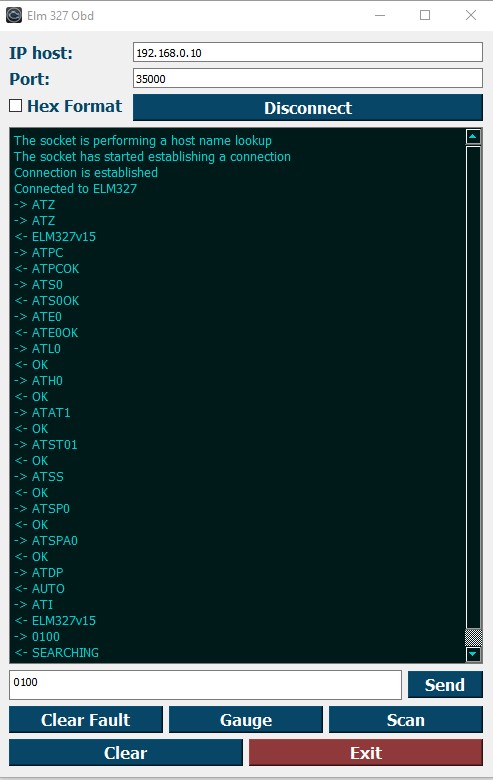 Elm 327 Obd
IP host:
192.168.0.10
Port:
35000
Hex Format
Disconnect
The socket is performing a host name lookup
The socket has started establishing a connection
Connection is established
Connected to ELM327
-> ATZ
-> ATZ
<- ELM327v15
-> ATPC
<- ATPCOK
-> ATS0
<- ATS0OK
-> ATE0
<- ATE0OK
-> ATL0
<- OK
-> ATH0
<- OK
-> ATAT1
<- OK
-> ATST01
<- OK
-> ATSS
<- OK
-> ATSP0
<- OK
-> ATSPA0
<- OK
-> ATDP
<- AUTO
-> ATI
<- ELM327v15
-> 0100
<- SEARCHING
0100
Send
Clear Fault
Gauge
Scan
Clear
Exit